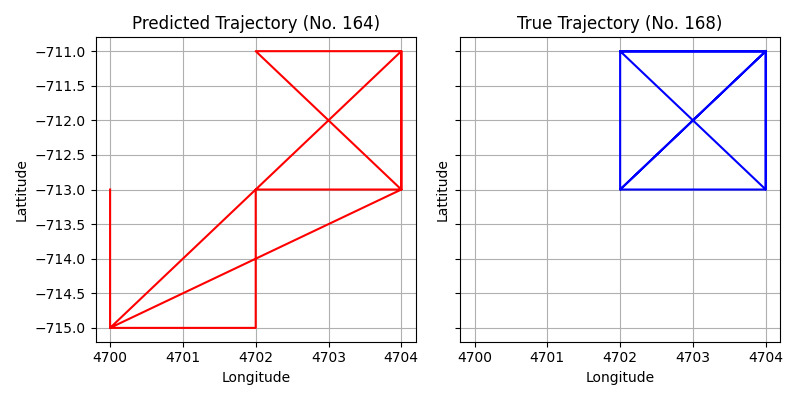 Predicted Trajectory (No. 164)
−711.0
−711.5
−712.0
−712.5
−713.0
−713.5
−714.0
−714.5
−715.0
Lattitude
4700 4701 4702 4703 4704
Longitude
True Trajectory (No. 168)
Lattitude
4700 4701 4702 4703 4704
Longitude